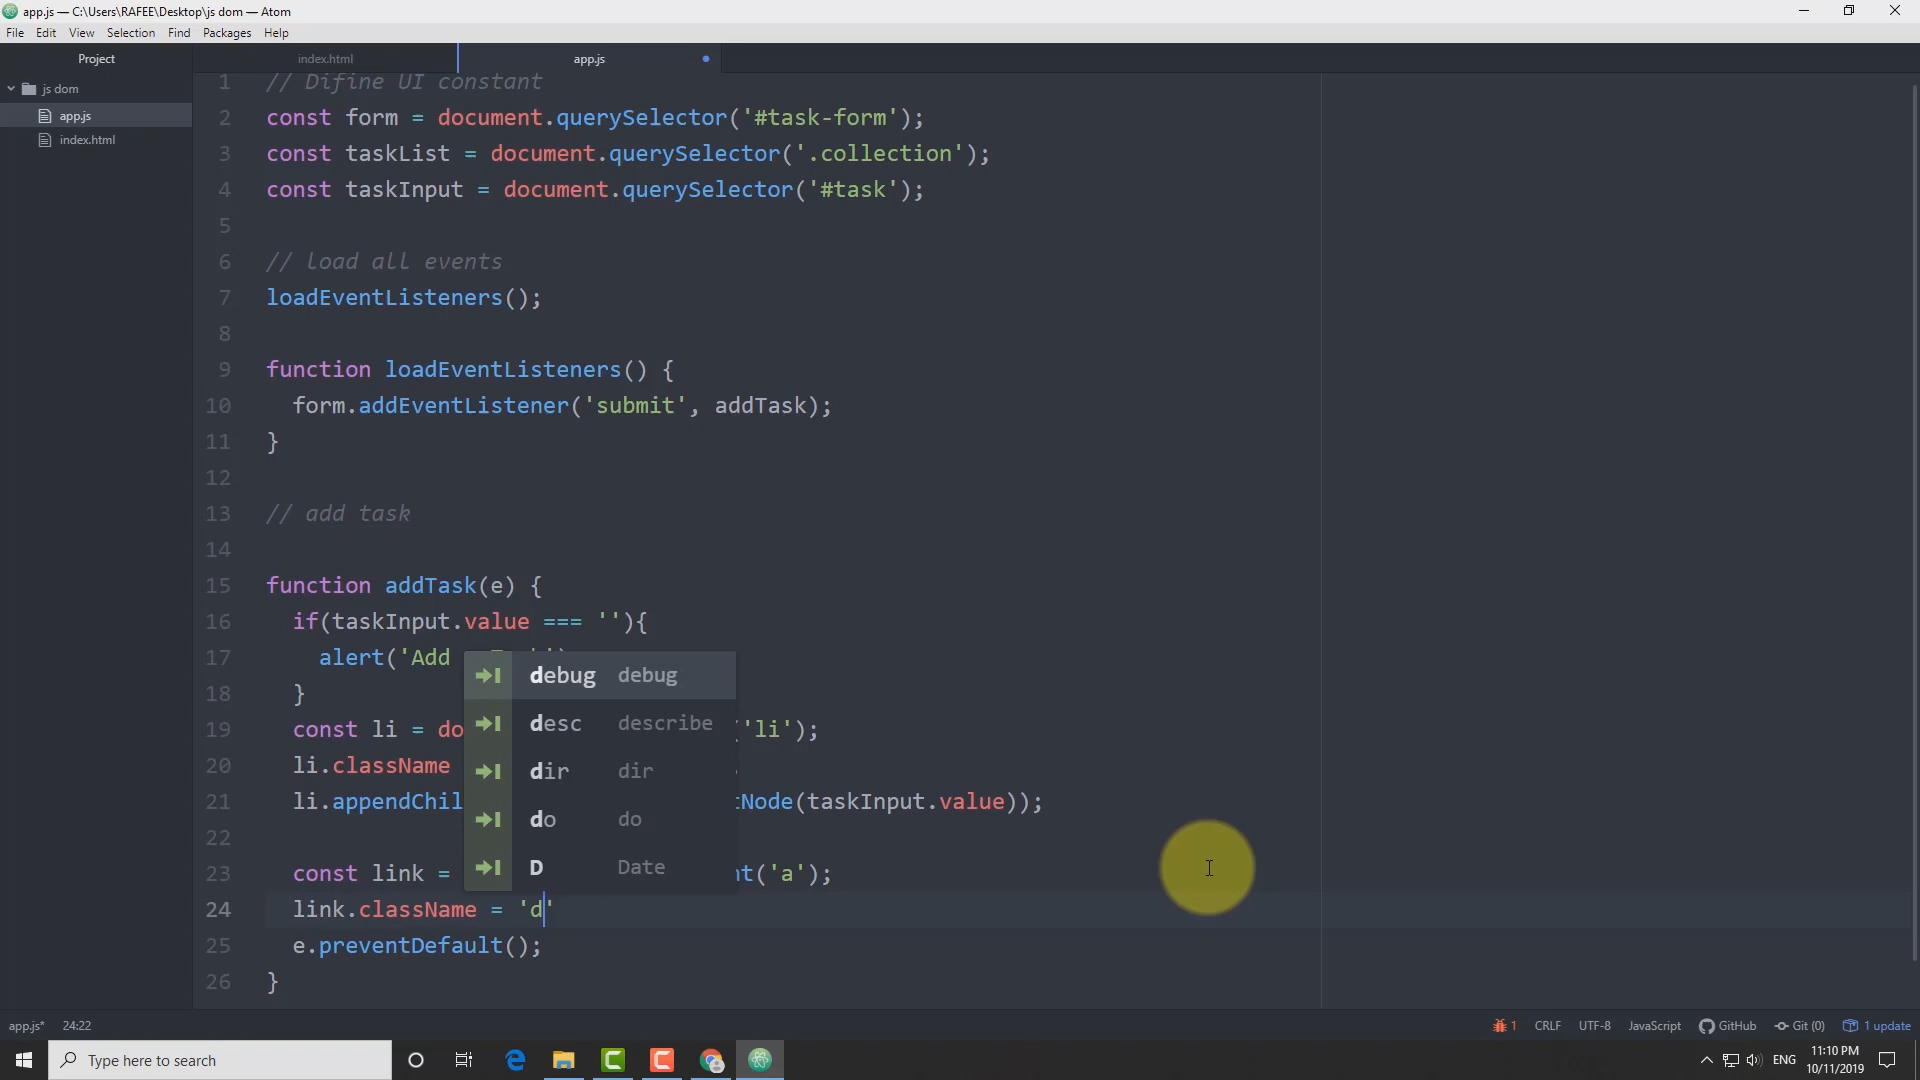 app.js — C:\Users\RAFEE\Desktop\js dom — Atom
File Edit View Selection Find Packages Help
Project
index.html
app.js
js dom
app.js
index.html
1 // Difine UI constant
2 const form = document.querySelector('#task-form');
3 const taskList = document.querySelector('.collection');
4 const taskInput = document.querySelector('#task');
5
6 // load all events
7 loadEventListeners();
8
9 function loadEventListeners() {
10 form.addEventListener('submit', addTask);
11 }
12
13 // add task
14
15 function addTask(e) {
16 if(taskInput.value === ''){
17 alert('Add
18 }
19 const li = do ('li');
20 li.className
21 li.appendChil tNode(taskInput.value));
22
23 const link = nt('a');
24 link.className = 'd'
25 e.preventDefault();
26 }
debug debug
desc describe
dir dir
do do
D Date
app.js* 24:22
1 CRLF UTF-8 JavaScript GitHub Git (0) 1 update
Type here to search
ENG
11:10 PM
10/11/2019